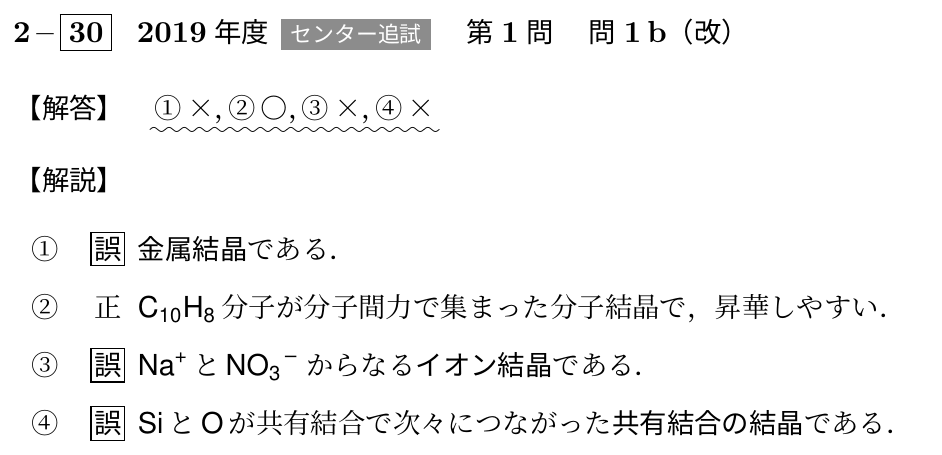 2－30 2019 年度 センター追試 第 1 問 問 1 b（改）
【解答】 ① ×, ② ○, ③ ×, ④ ×
【解説】
① 誤 金属結晶である．
② 正 C₁₀H₈ 分子が分子間力で集まった分子結晶で，昇華しやすい．
③ 誤 Na⁺ と NO₃⁻ からなるイオン結晶である．
④ 誤 Si と O が共有結合で次々につながった共有結合の結晶である．